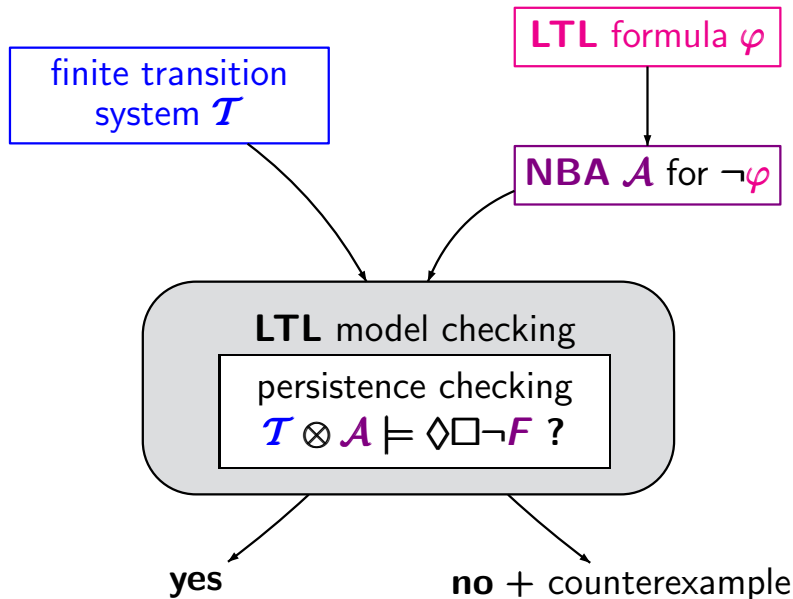 LTL formula φ
finite transition
system 𝒯
NBA 𝒜 for ¬φ
LTL model checking
persistence checking
𝒯 ⊗ 𝒜 ⊨ ◊□¬F ?
yes
no + counterexample